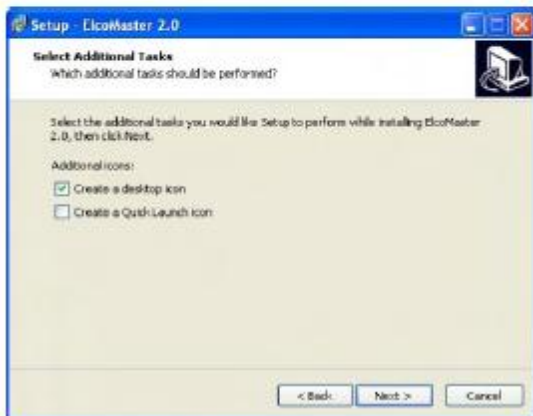 Setup - ElcoMaster 2.0
Select Additional Tasks
Which additional tasks should be performed?
Select the additional tasks you would like Setup to perform while installing ElcoMaster
2.0, then click Next.
Additional icons:
Create a desktop icon
Create a Quick Launch icon
< Back
Next >
Cancel